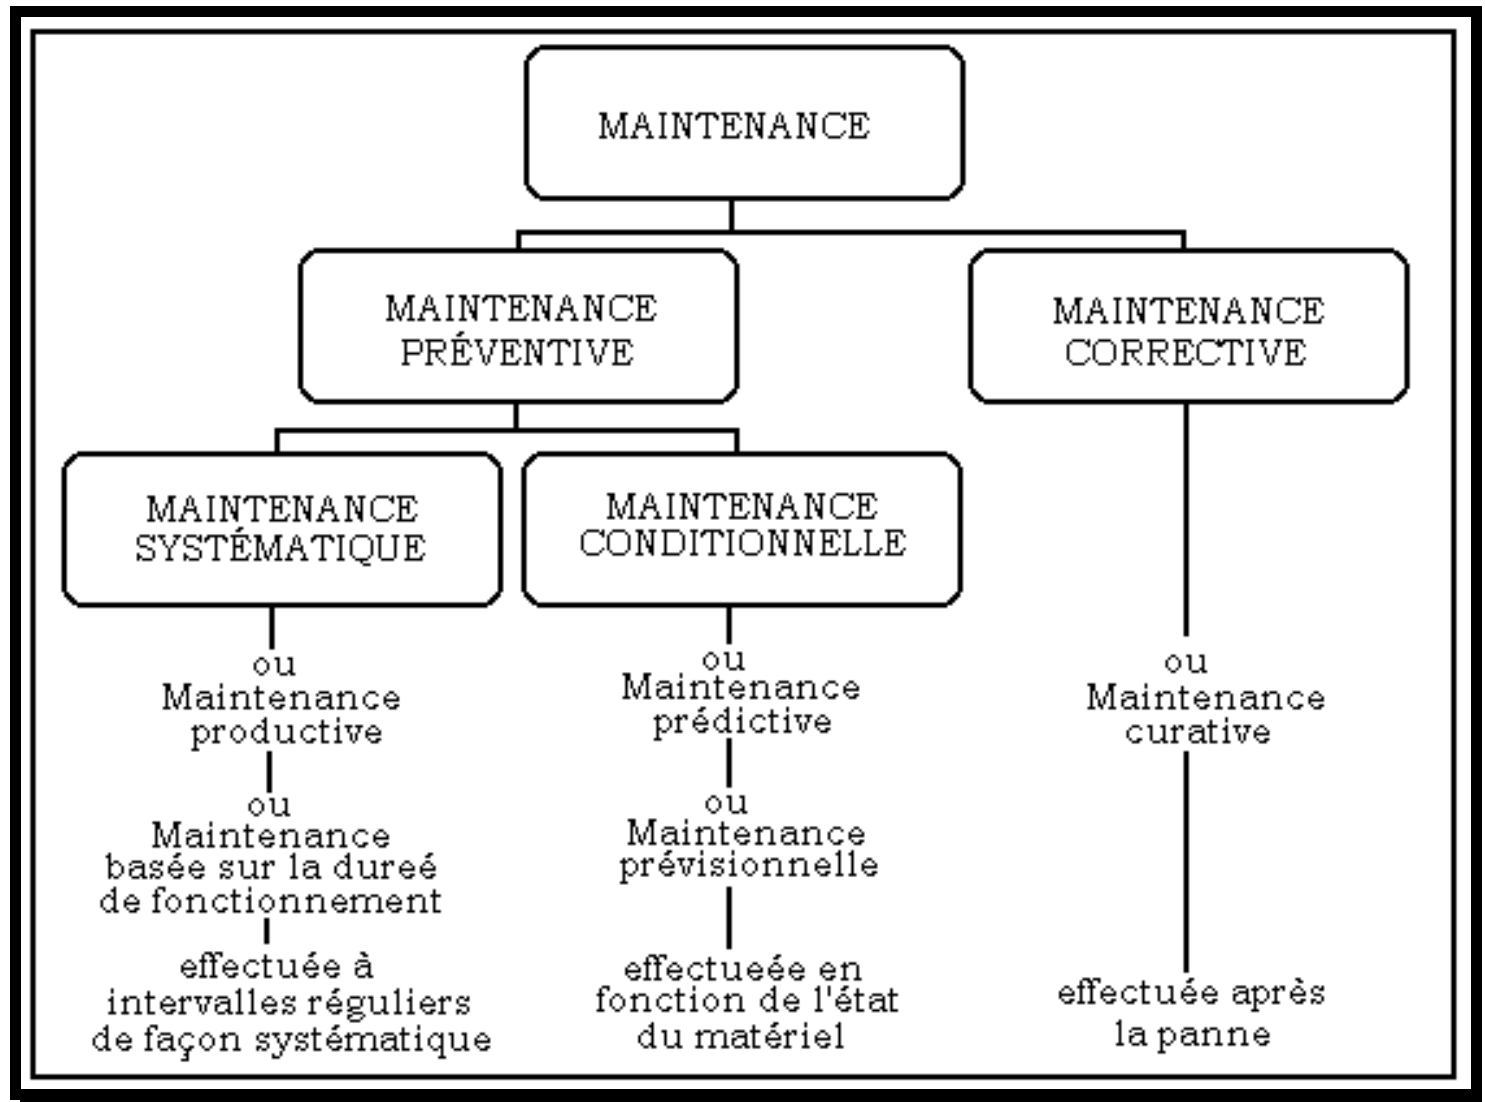 MAINTENANCE
MAINTENANCE
PRÉVENTIVE
MAINTENANCE
CORRECTIVE
MAINTENANCE
SYSTÉMATIQUE
MAINTENANCE
CONDITIONNELLE
ou
Maintenance
productive
ou
Maintenance
basée sur la dureé
de fonctionnement
effectuée à
intervalles réguliers
de façon systématique
ou
Maintenance
prédictive
ou
Maintenance
prévisionnelle
effectueée en
fonction de l'état
du matériel
ou
Maintenance
curative
effectuée après
la panne